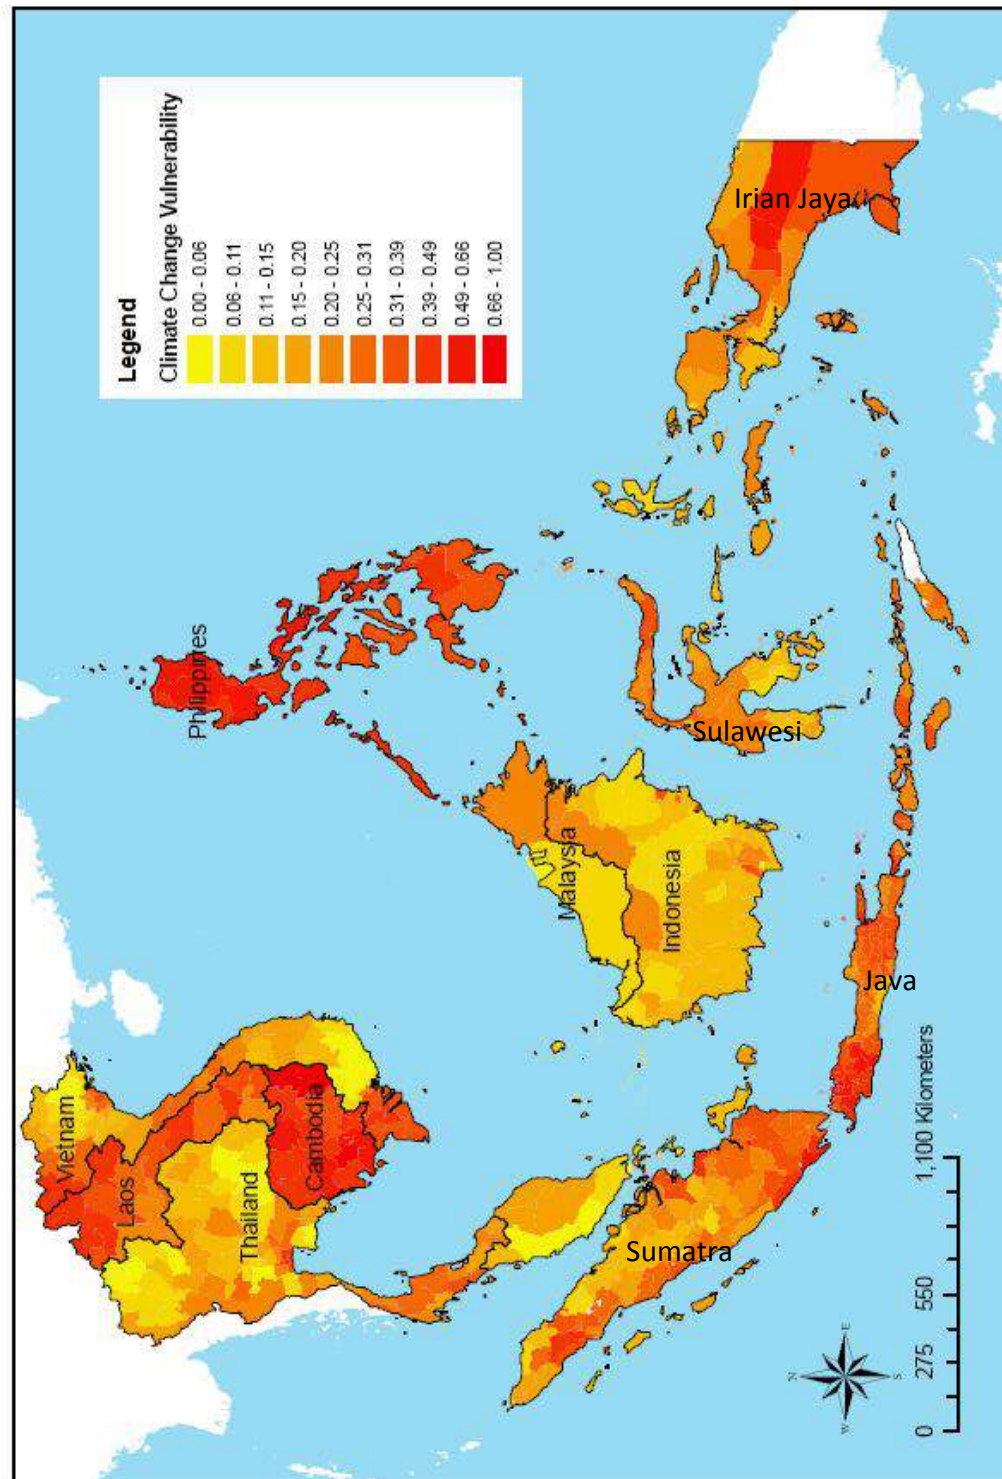 Legend
Climate Change Vulnerability
0.00 - 0.06
0.06 - 0.11
0.11 - 0.15
0.15 - 0.20
0.20 - 0.25
0.25 - 0.31
0.31 - 0.39
0.39 - 0.49
0.49 - 0.66
0.66 - 1.00
Vietnam
Laos
Thailand
Cambodia
Philippines
Malaysia
Indonesia
Irian Jaya
Sulawesi
Java
Sumatra
N
W
E
S
0 275 550 1,100 Kilometers